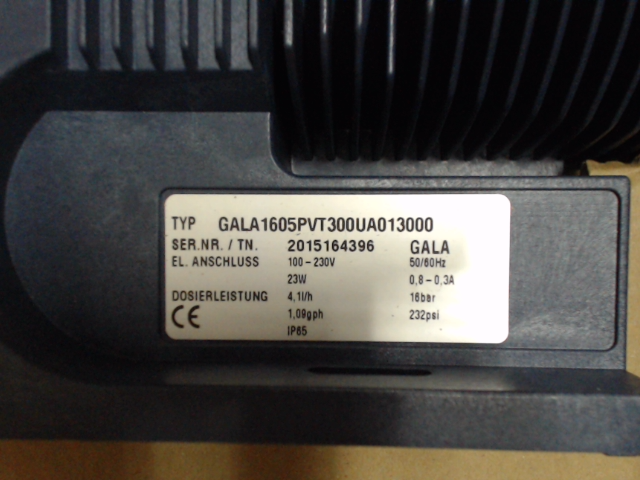 TYP GALA1605PVT300UA013000
SER.NR. / TN. 2015164396 GALA
EL. ANSCHLUSS 100-230V 50/60Hz
23W 0,8-0,3A
DOSIERLEISTUNG 4,1l/h 16bar
CE 1,09gph 232psi
IP65